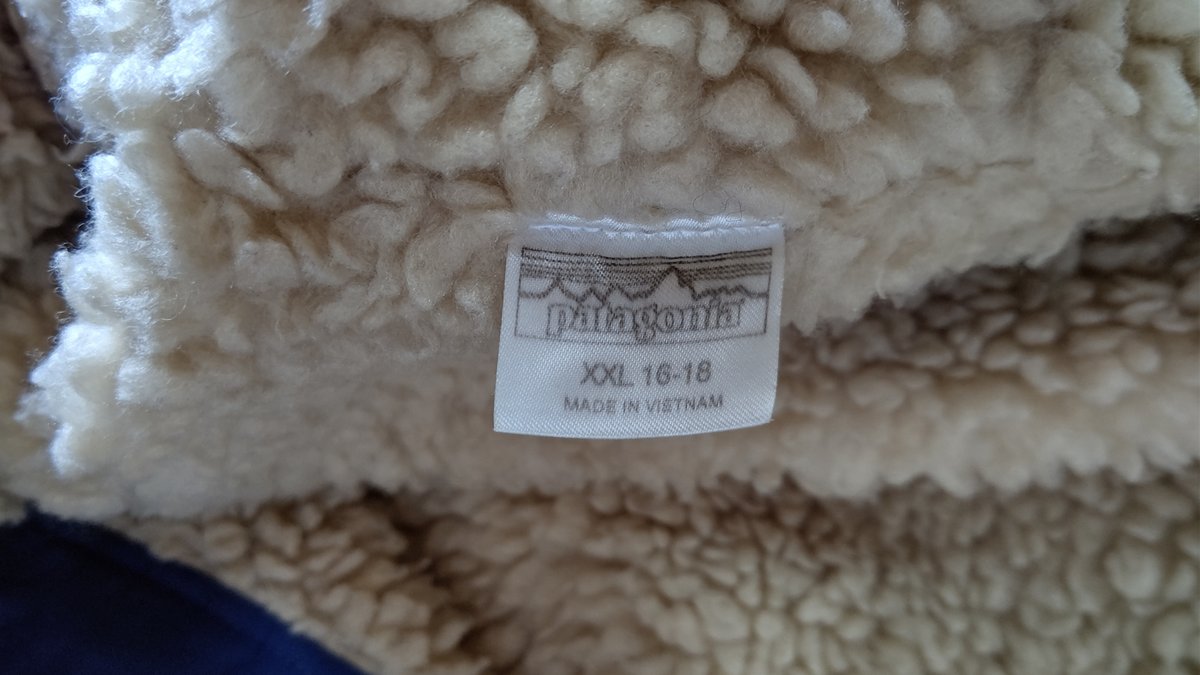 patagonia
XXL 16-18
MADE IN VIETNAM